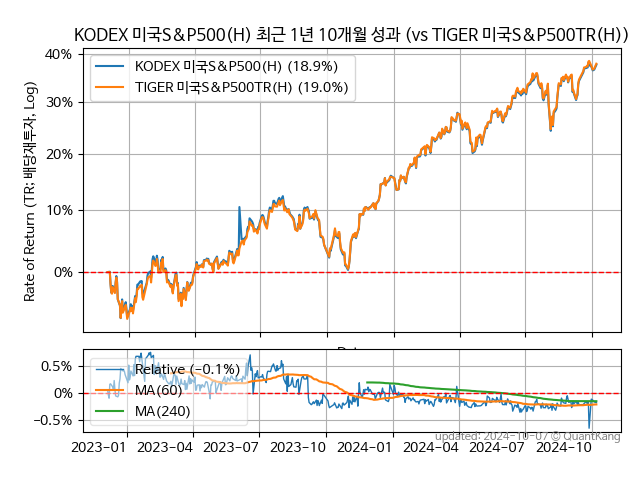 KODEX 미국S&P500(H) 최근 1년 10개월 성과 (vs TIGER 미국S&P500TR(H))
KODEX 미국S&P500(H) (18.9%)
TIGER 미국S&P500TR(H) (19.0%)
Rate of Return (TR: 배당재투자, Log)
40%
30%
20%
10%
0%
Relative (−0.1%)
MA(60)
MA(240)
0.5%
0%
−0.5%
2023−01 2023−04 2023−07 2023−10 2024−01 2024−04 2024−07 2024−10
updated: 2024-10-07 © QuantKang